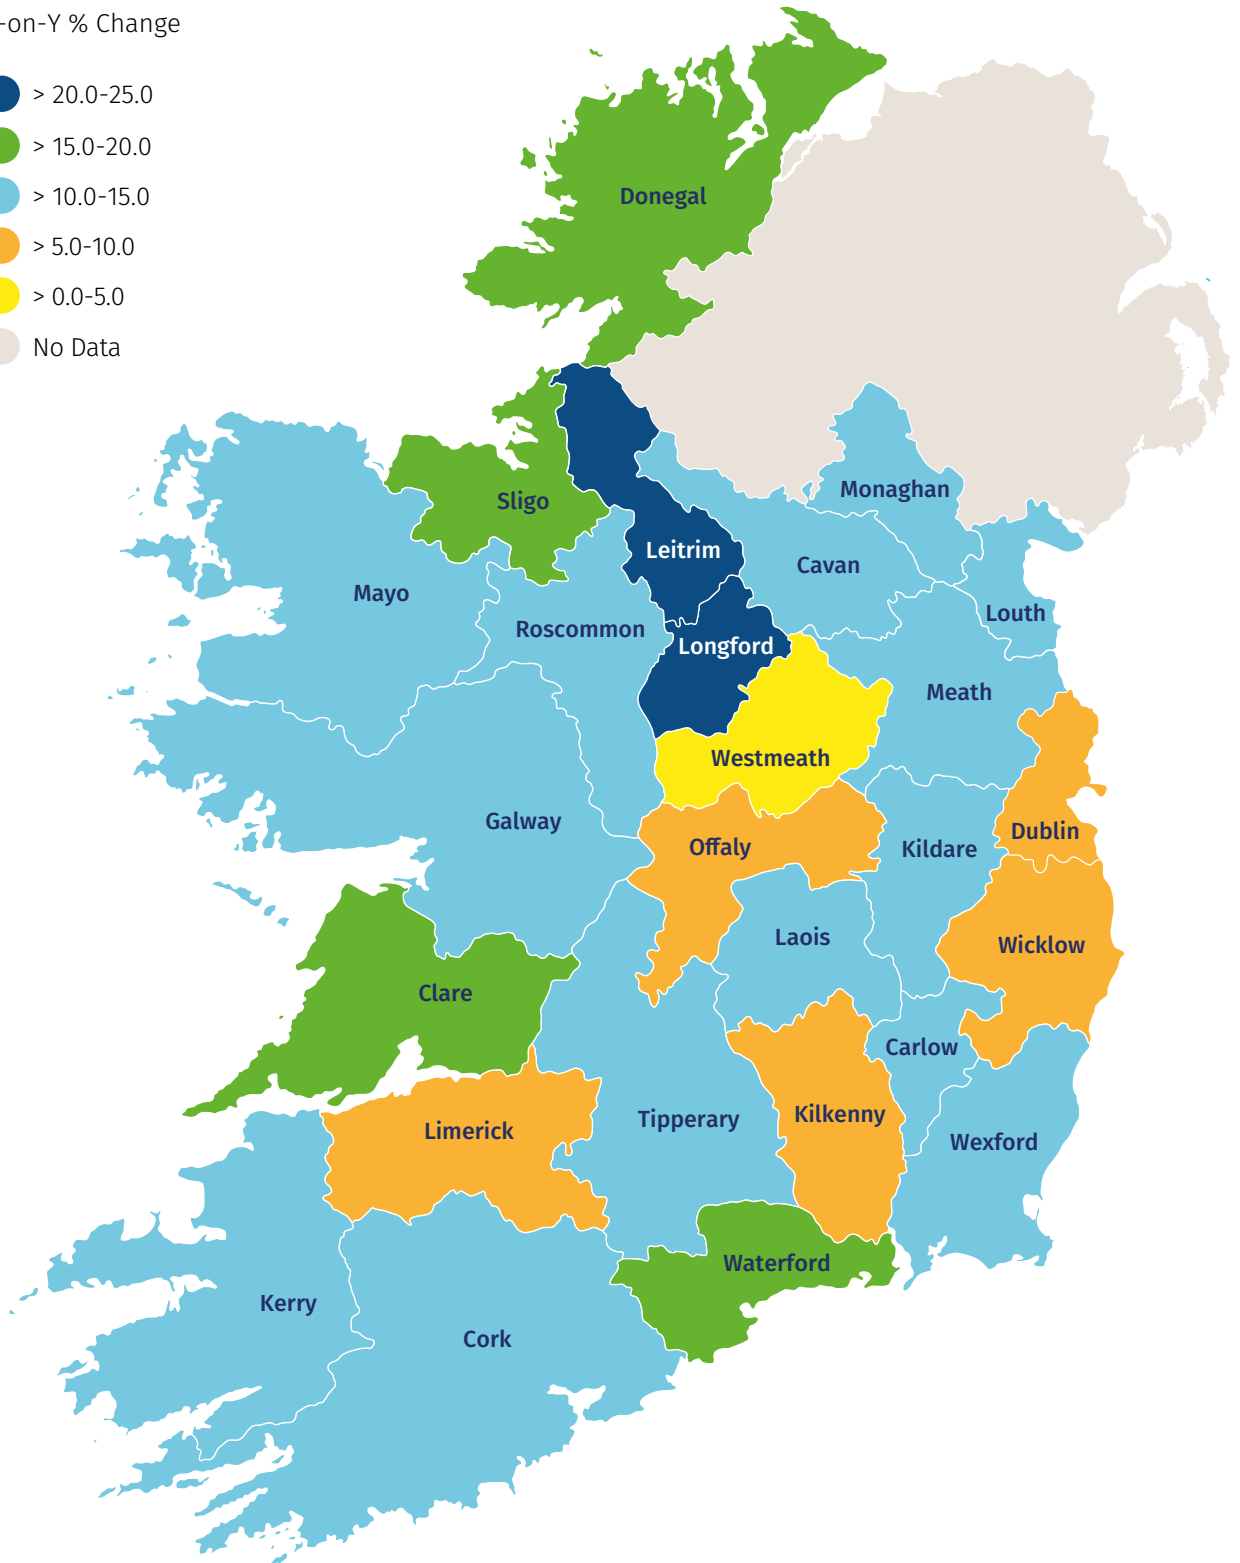 -on-Y % Change
> 20.0-25.0
> 15.0-20.0
> 10.0-15.0
> 5.0-10.0
> 0.0-5.0
No Data
Donegal
Monaghan
Sligo
Leitrim
Cavan
Mayo
Louth
Roscommon
Longford
Meath
Westmeath
Galway
Dublin
Offaly
Kildare
Laois
Wicklow
Clare
Carlow
Kilkenny
Tipperary
Limerick
Wexford
Waterford
Kerry
Cork